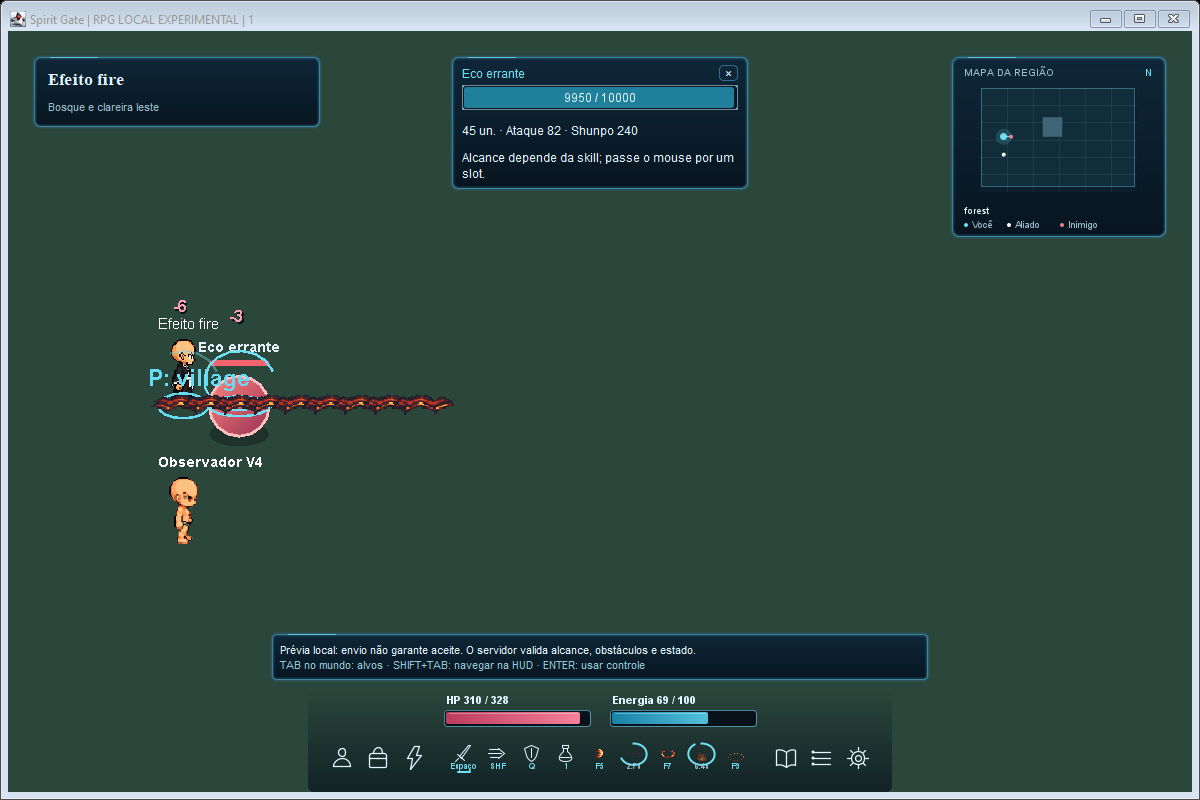 Spirit Gate | RPG LOCAL EXPERIMENTAL | 1
Efeito fire
Bosque e clareira leste
Eco errante
9950 / 10000
45 un. · Ataque 82 · Shunpo 240
Alcance depende da skill; passe o mouse por um
slot.
MAPA DA REGIÃO
N
forest
Você
Aliado
Inimigo
-6
-3
Efeito fire
Eco errante
P: village
Observador V4
Prévia local: envio não garante aceite. O servidor valida alcance, obstáculos e estado.
TAB no mundo: alvos · SHIFT+TAB: navegar na HUD · ENTER: usar controle
HP 310 / 328
Energia 69 / 100
Espaço
SHF
Q
1
F5
F7
F9